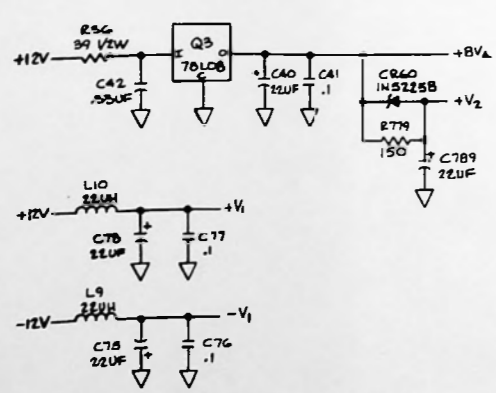 R36
39 1/2W
+12V
C42
.33UF
I
Q3
78L08
G
O
+
C40
22UF
C41
.1
+8VA
CR60
1N5225B
+V2
R779
150
+
C789
22UF
L10
22UH
+12V
+V1
+
C78
22UF
C77
.1
L9
22UH
-12V
-V1
C75
22UF
+
C76
.1